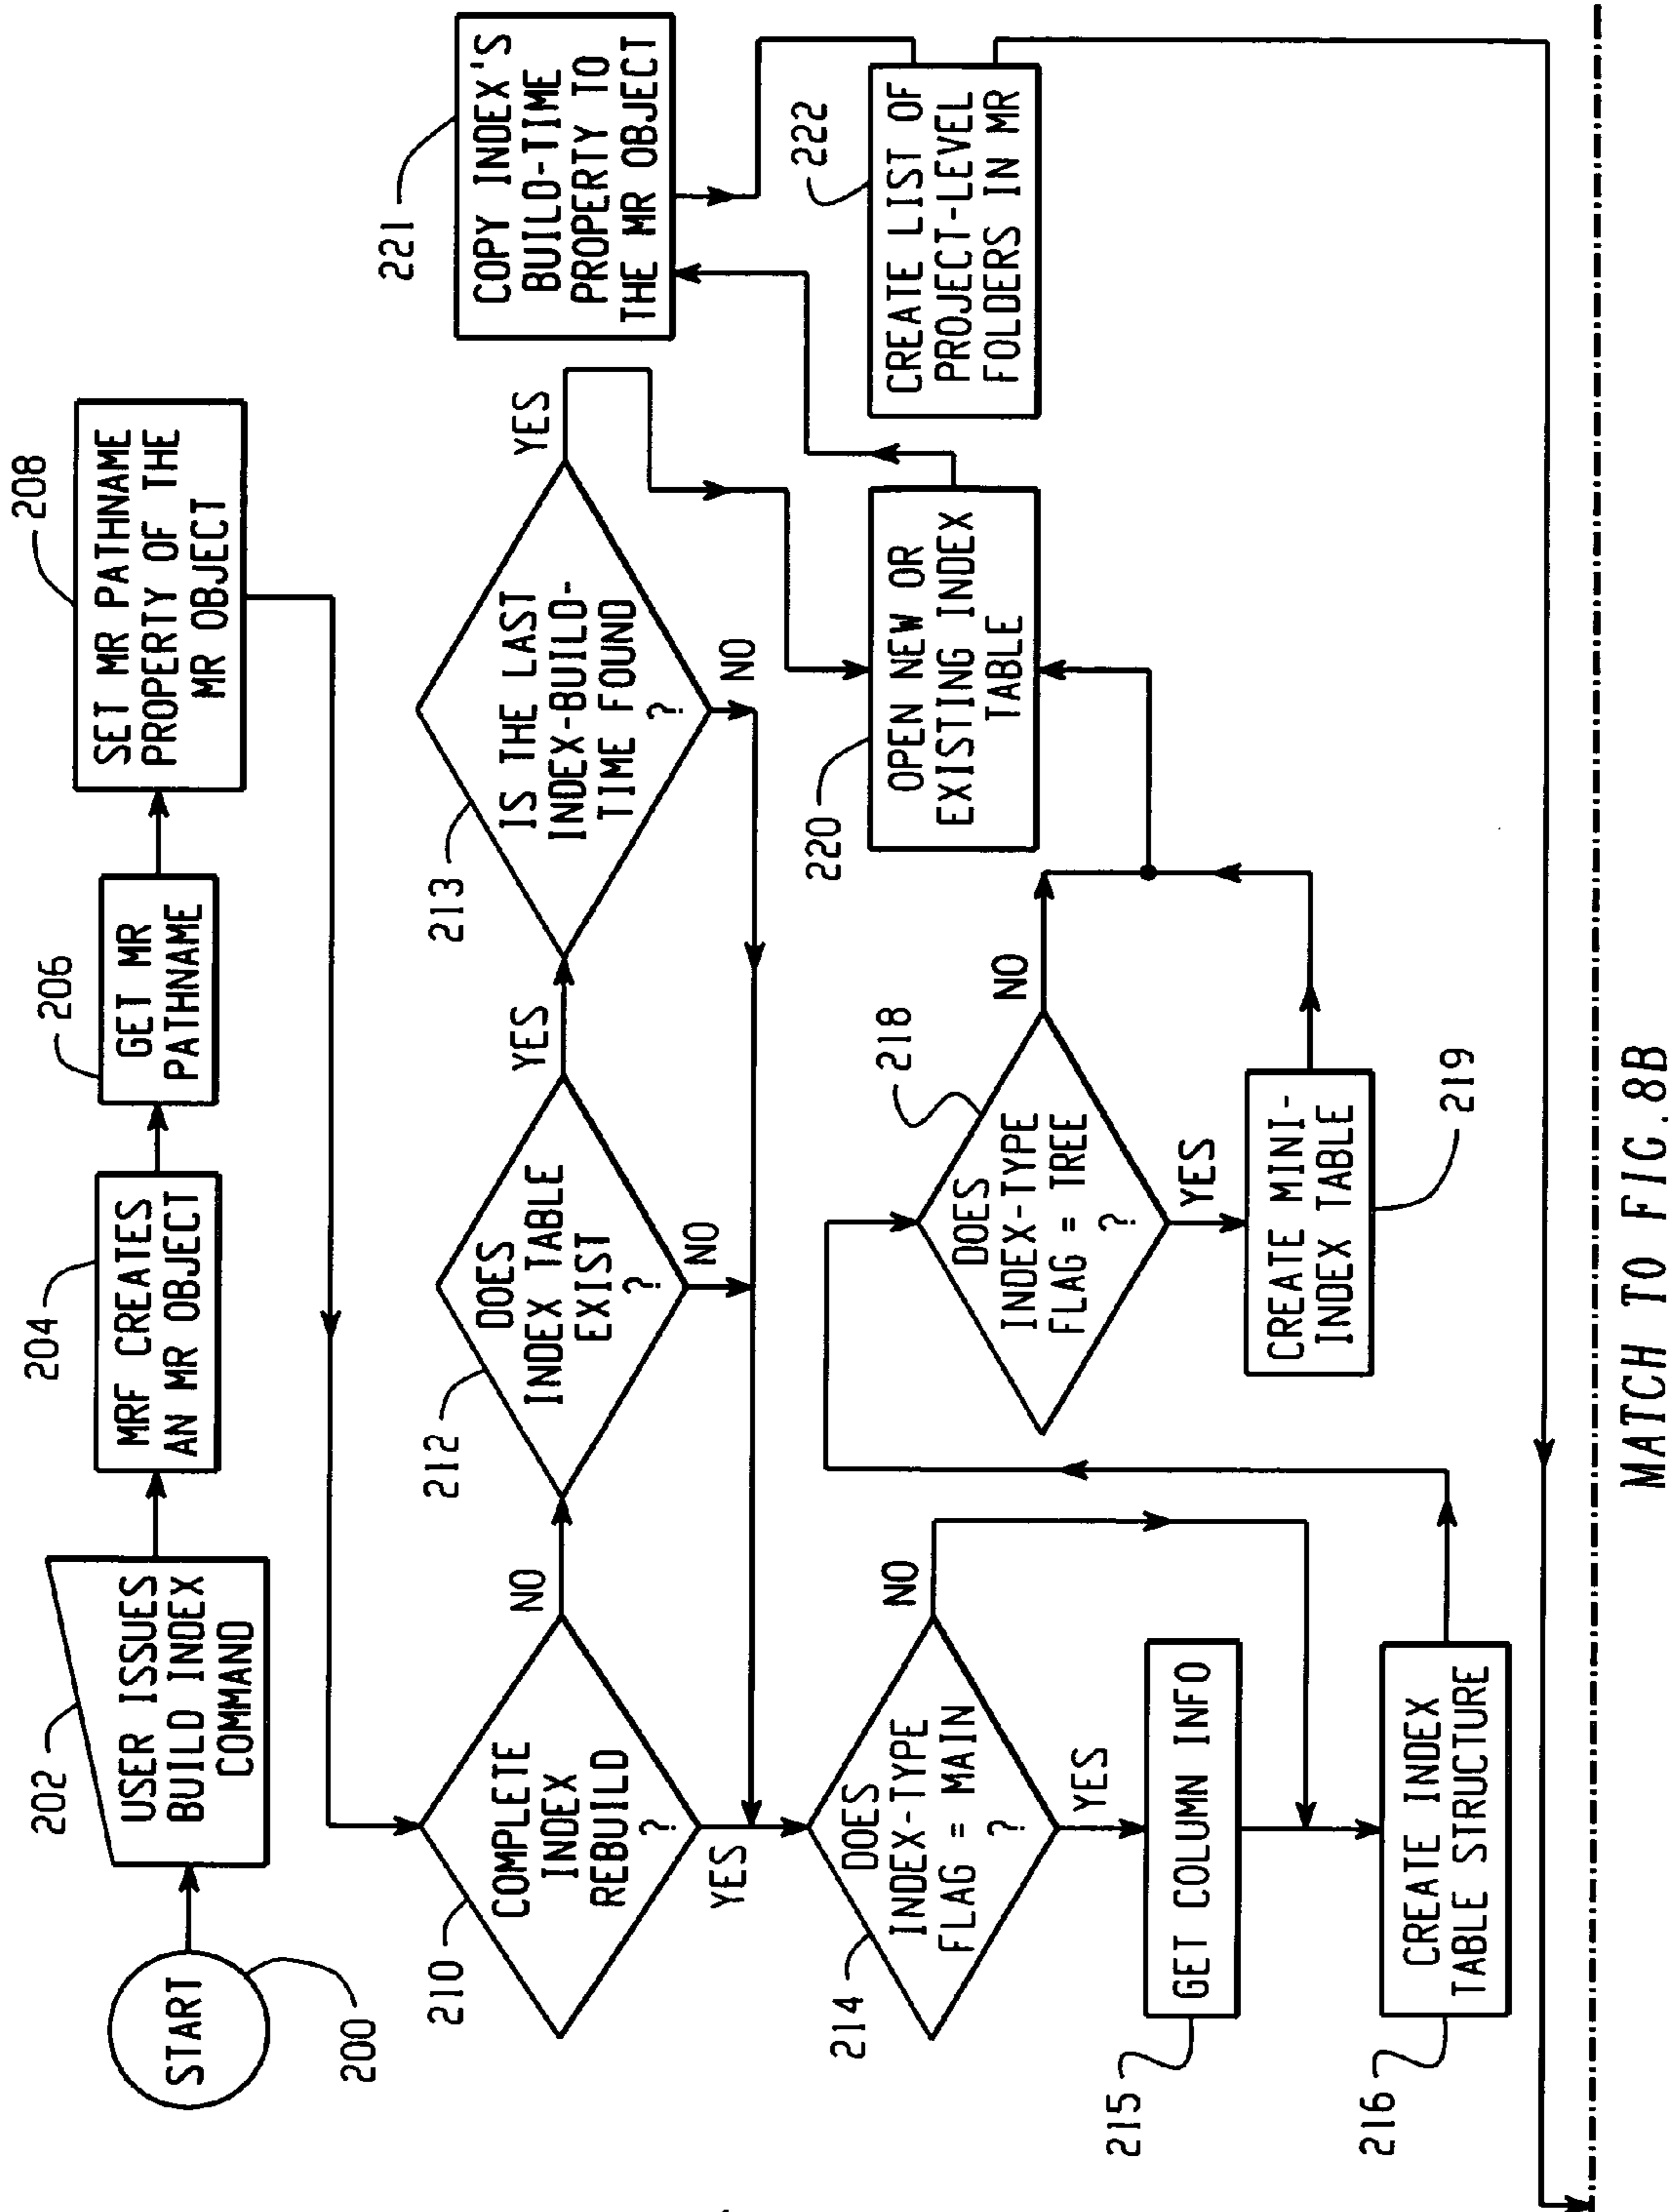 START
200
202
USER ISSUES
BUILD INDEX
COMMAND
204
MRF CREATES
AN MR OBJECT
206
GET MR
PATHNAME
208
SET MR PATHNAME
PROPERTY OF THE
MR OBJECT
210
COMPLETE
INDEX
REBUILD
?
NO
YES
212
DOES
INDEX TABLE
EXIST
?
YES
NO
213
IS THE LAST
INDEX-BUILD-
TIME FOUND
?
YES
NO
221
COPY INDEX'S
BUILD-TIME
PROPERTY TO
THE MR OBJECT
214
DOES
INDEX-TYPE
FLAG = MAIN
?
NO
YES
215
GET COLUMN INFO
216
CREATE INDEX
TABLE STRUCTURE
218
DOES
INDEX-TYPE
FLAG = TREE
?
NO
YES
CREATE MINI-
INDEX TABLE
219
220
OPEN NEW OR
EXISTING INDEX
TABLE
222
CREATE LIST OF
PROJECT-LEVEL
FOLDERS IN MR
MATCH TO FIG.8B